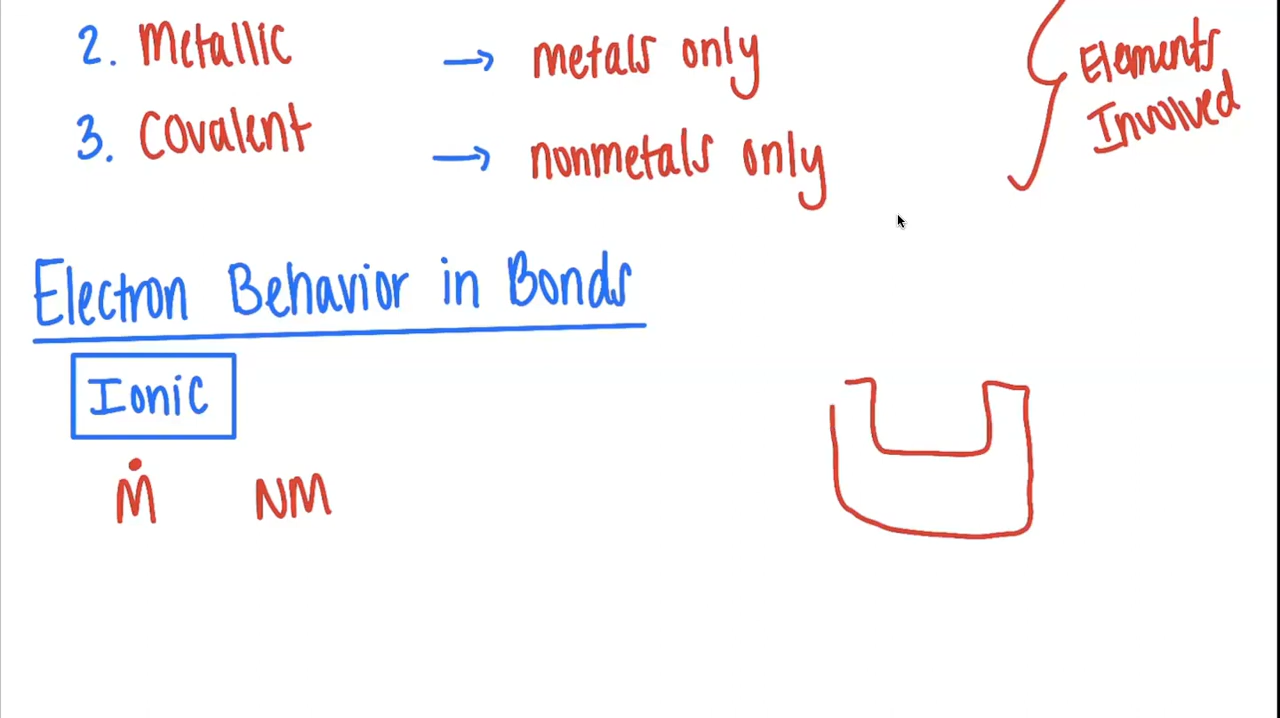 2. Metallic → metals only
3. Covalent → nonmetals only
Elements
Involved
Electron Behavior in Bonds
Ionic
M NM